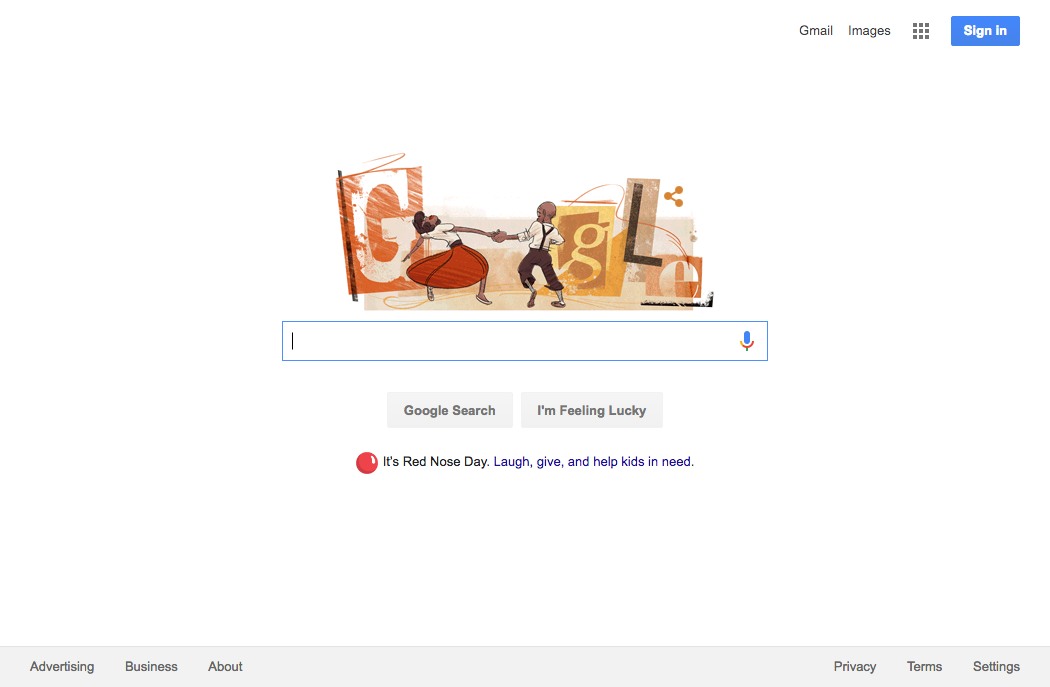 Gmail Images Sign in
G gle
Google Search I'm Feeling Lucky
It's Red Nose Day. Laugh, give, and help kids in need.
Advertising Business About Privacy Terms Settings